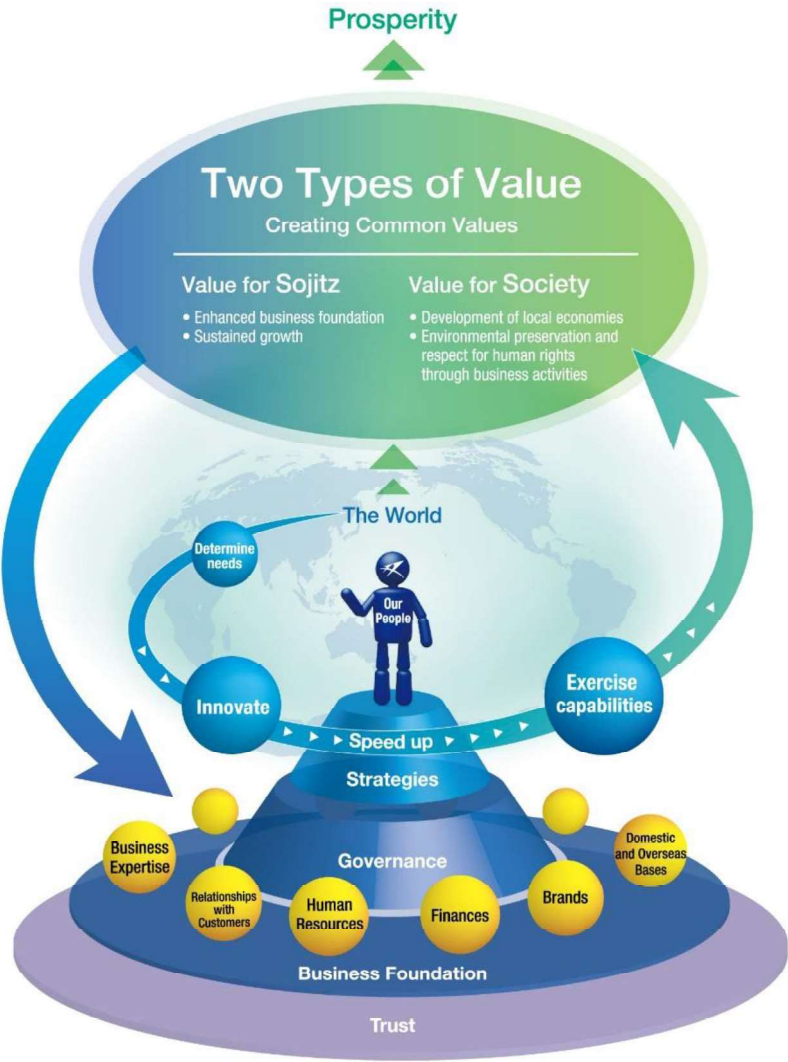 Prosperity
Two Types of Value
Creating Common Values
Value for Sojitz
• Enhanced business foundation
• Sustained growth
Value for Society
• Development of local economies
• Environmental preservation and
respect for human rights
through business activities
The World
Determine
needs
Our
People
Innovate
Exercise
capabilities
Speed up
Strategies
Governance
Business
Expertise
Relationships
with
Customers
Human
Resources
Finances
Brands
Domestic
and Overseas
Bases
Business Foundation
Trust